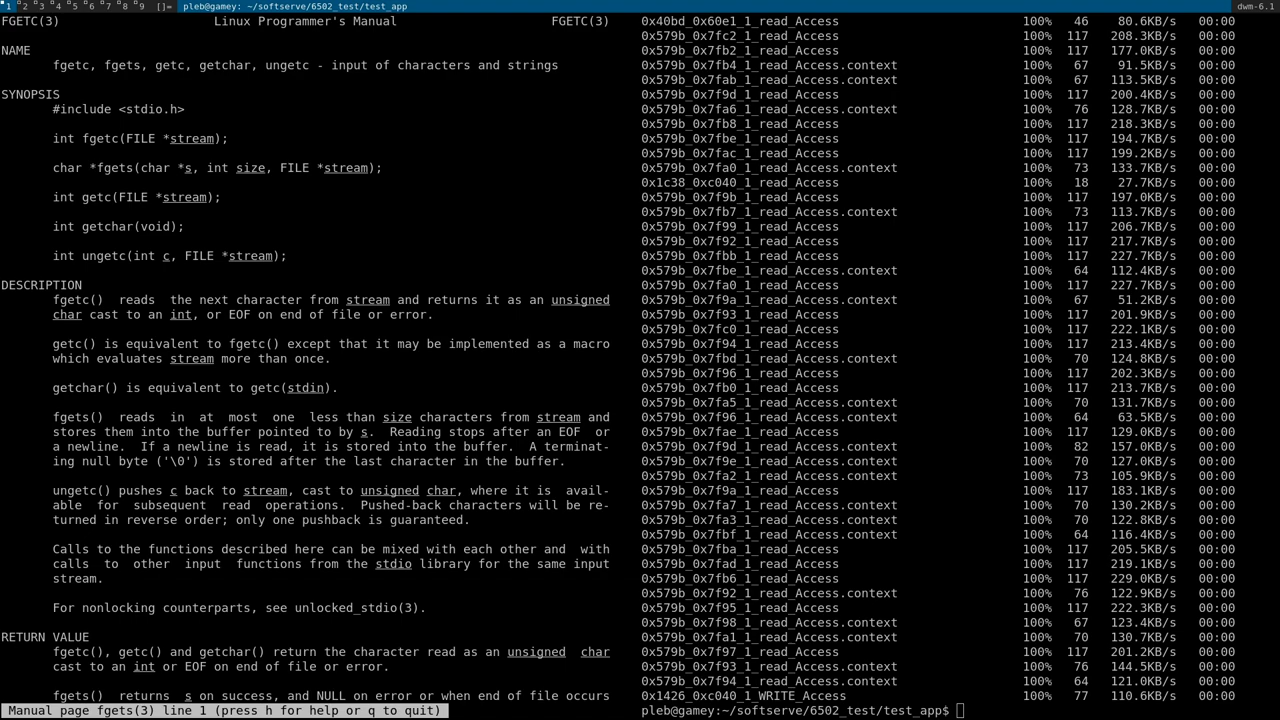 1 2 3 4 5 6 7 8 9 []= pleb@gamey: ~/softserve/6502_test/test_app dwm-6.1
FGETC(3) Linux Programmer's Manual FGETC(3)
NAME
fgetc, fgets, getc, getchar, ungetc - input of characters and strings
SYNOPSIS
#include <stdio.h>
int fgetc(FILE *stream);
char *fgets(char *s, int size, FILE *stream);
int getc(FILE *stream);
int getchar(void);
int ungetc(int c, FILE *stream);
DESCRIPTION
fgetc() reads the next character from stream and returns it as an unsigned
char cast to an int, or EOF on end of file or error.
getc() is equivalent to fgetc() except that it may be implemented as a macro
which evaluates stream more than once.
getchar() is equivalent to getc(stdin).
fgets() reads in at most one less than size characters from stream and
stores them into the buffer pointed to by s. Reading stops after an EOF or
a newline. If a newline is read, it is stored into the buffer. A terminat-
ing null byte ('\0') is stored after the last character in the buffer.
ungetc() pushes c back to stream, cast to unsigned char, where it is avail-
able for subsequent read operations. Pushed-back characters will be re-
turned in reverse order; only one pushback is guaranteed.
Calls to the functions described here can be mixed with each other and with
calls to other input functions from the stdio library for the same input
stream.
For nonlocking counterparts, see unlocked_stdio(3).
RETURN VALUE
fgetc(), getc() and getchar() return the character read as an unsigned char
cast to an int or EOF on end of file or error.
fgets() returns s on success, and NULL on error or when end of file occurs
Manual page fgets(3) line 1 (press h for help or q to quit)
0x40bd_0x60e1_1_read_Access 100% 46 80.6KB/s 00:00
0x579b_0x7fc2_1_read_Access 100% 117 208.3KB/s 00:00
0x579b_0x7fb2_1_read_Access 100% 117 177.0KB/s 00:00
0x579b_0x7fb4_1_read_Access.context 100% 67 91.5KB/s 00:00
0x579b_0x7fab_1_read_Access.context 100% 67 113.5KB/s 00:00
0x579b_0x7f9d_1_read_Access 100% 117 200.4KB/s 00:00
0x579b_0x7fa6_1_read_Access.context 100% 76 128.7KB/s 00:00
0x579b_0x7fb8_1_read_Access 100% 117 218.3KB/s 00:00
0x579b_0x7fbe_1_read_Access 100% 117 194.7KB/s 00:00
0x579b_0x7fac_1_read_Access 100% 117 199.2KB/s 00:00
0x579b_0x7fa0_1_read_Access.context 100% 73 133.7KB/s 00:00
0x1c38_0xc040_1_read_Access 100% 18 27.7KB/s 00:00
0x579b_0x7f9b_1_read_Access 100% 117 197.0KB/s 00:00
0x579b_0x7fb7_1_read_Access.context 100% 73 113.7KB/s 00:00
0x579b_0x7f99_1_read_Access 100% 117 206.7KB/s 00:00
0x579b_0x7f92_1_read_Access 100% 117 217.7KB/s 00:00
0x579b_0x7fbb_1_read_Access 100% 117 227.7KB/s 00:00
0x579b_0x7fbe_1_read_Access.context 100% 64 112.4KB/s 00:00
0x579b_0x7fa0_1_read_Access 100% 117 227.7KB/s 00:00
0x579b_0x7f9a_1_read_Access.context 100% 67 51.2KB/s 00:00
0x579b_0x7f93_1_read_Access 100% 117 201.9KB/s 00:00
0x579b_0x7fc0_1_read_Access 100% 117 222.1KB/s 00:00
0x579b_0x7f94_1_read_Access 100% 117 213.4KB/s 00:00
0x579b_0x7fbd_1_read_Access.context 100% 70 124.8KB/s 00:00
0x579b_0x7f96_1_read_Access 100% 117 202.3KB/s 00:00
0x579b_0x7fb0_1_read_Access 100% 117 213.7KB/s 00:00
0x579b_0x7fa5_1_read_Access.context 100% 70 131.7KB/s 00:00
0x579b_0x7f96_1_read_Access.context 100% 64 63.5KB/s 00:00
0x579b_0x7fae_1_read_Access 100% 117 129.0KB/s 00:00
0x579b_0x7f9d_1_read_Access.context 100% 82 157.0KB/s 00:00
0x579b_0x7f9e_1_read_Access.context 100% 70 127.0KB/s 00:00
0x579b_0x7fa2_1_read_Access.context 100% 73 105.9KB/s 00:00
0x579b_0x7f9a_1_read_Access 100% 117 183.1KB/s 00:00
0x579b_0x7fa7_1_read_Access.context 100% 70 130.2KB/s 00:00
0x579b_0x7fa3_1_read_Access.context 100% 70 122.8KB/s 00:00
0x579b_0x7fbf_1_read_Access.context 100% 64 116.4KB/s 00:00
0x579b_0x7fba_1_read_Access 100% 117 205.5KB/s 00:00
0x579b_0x7fad_1_read_Access 100% 117 219.1KB/s 00:00
0x579b_0x7fb6_1_read_Access 100% 117 229.0KB/s 00:00
0x579b_0x7f92_1_read_Access.context 100% 76 122.9KB/s 00:00
0x579b_0x7f95_1_read_Access 100% 117 222.3KB/s 00:00
0x579b_0x7f98_1_read_Access.context 100% 67 123.4KB/s 00:00
0x579b_0x7fa1_1_read_Access.context 100% 70 130.7KB/s 00:00
0x579b_0x7f97_1_read_Access 100% 117 201.2KB/s 00:00
0x579b_0x7f93_1_read_Access.context 100% 76 144.5KB/s 00:00
0x579b_0x7f94_1_read_Access.context 100% 64 121.0KB/s 00:00
0x1426_0xc040_1_WRITE_Access 100% 77 110.6KB/s 00:00
pleb@gamey:~/softserve/6502_test/test_app$